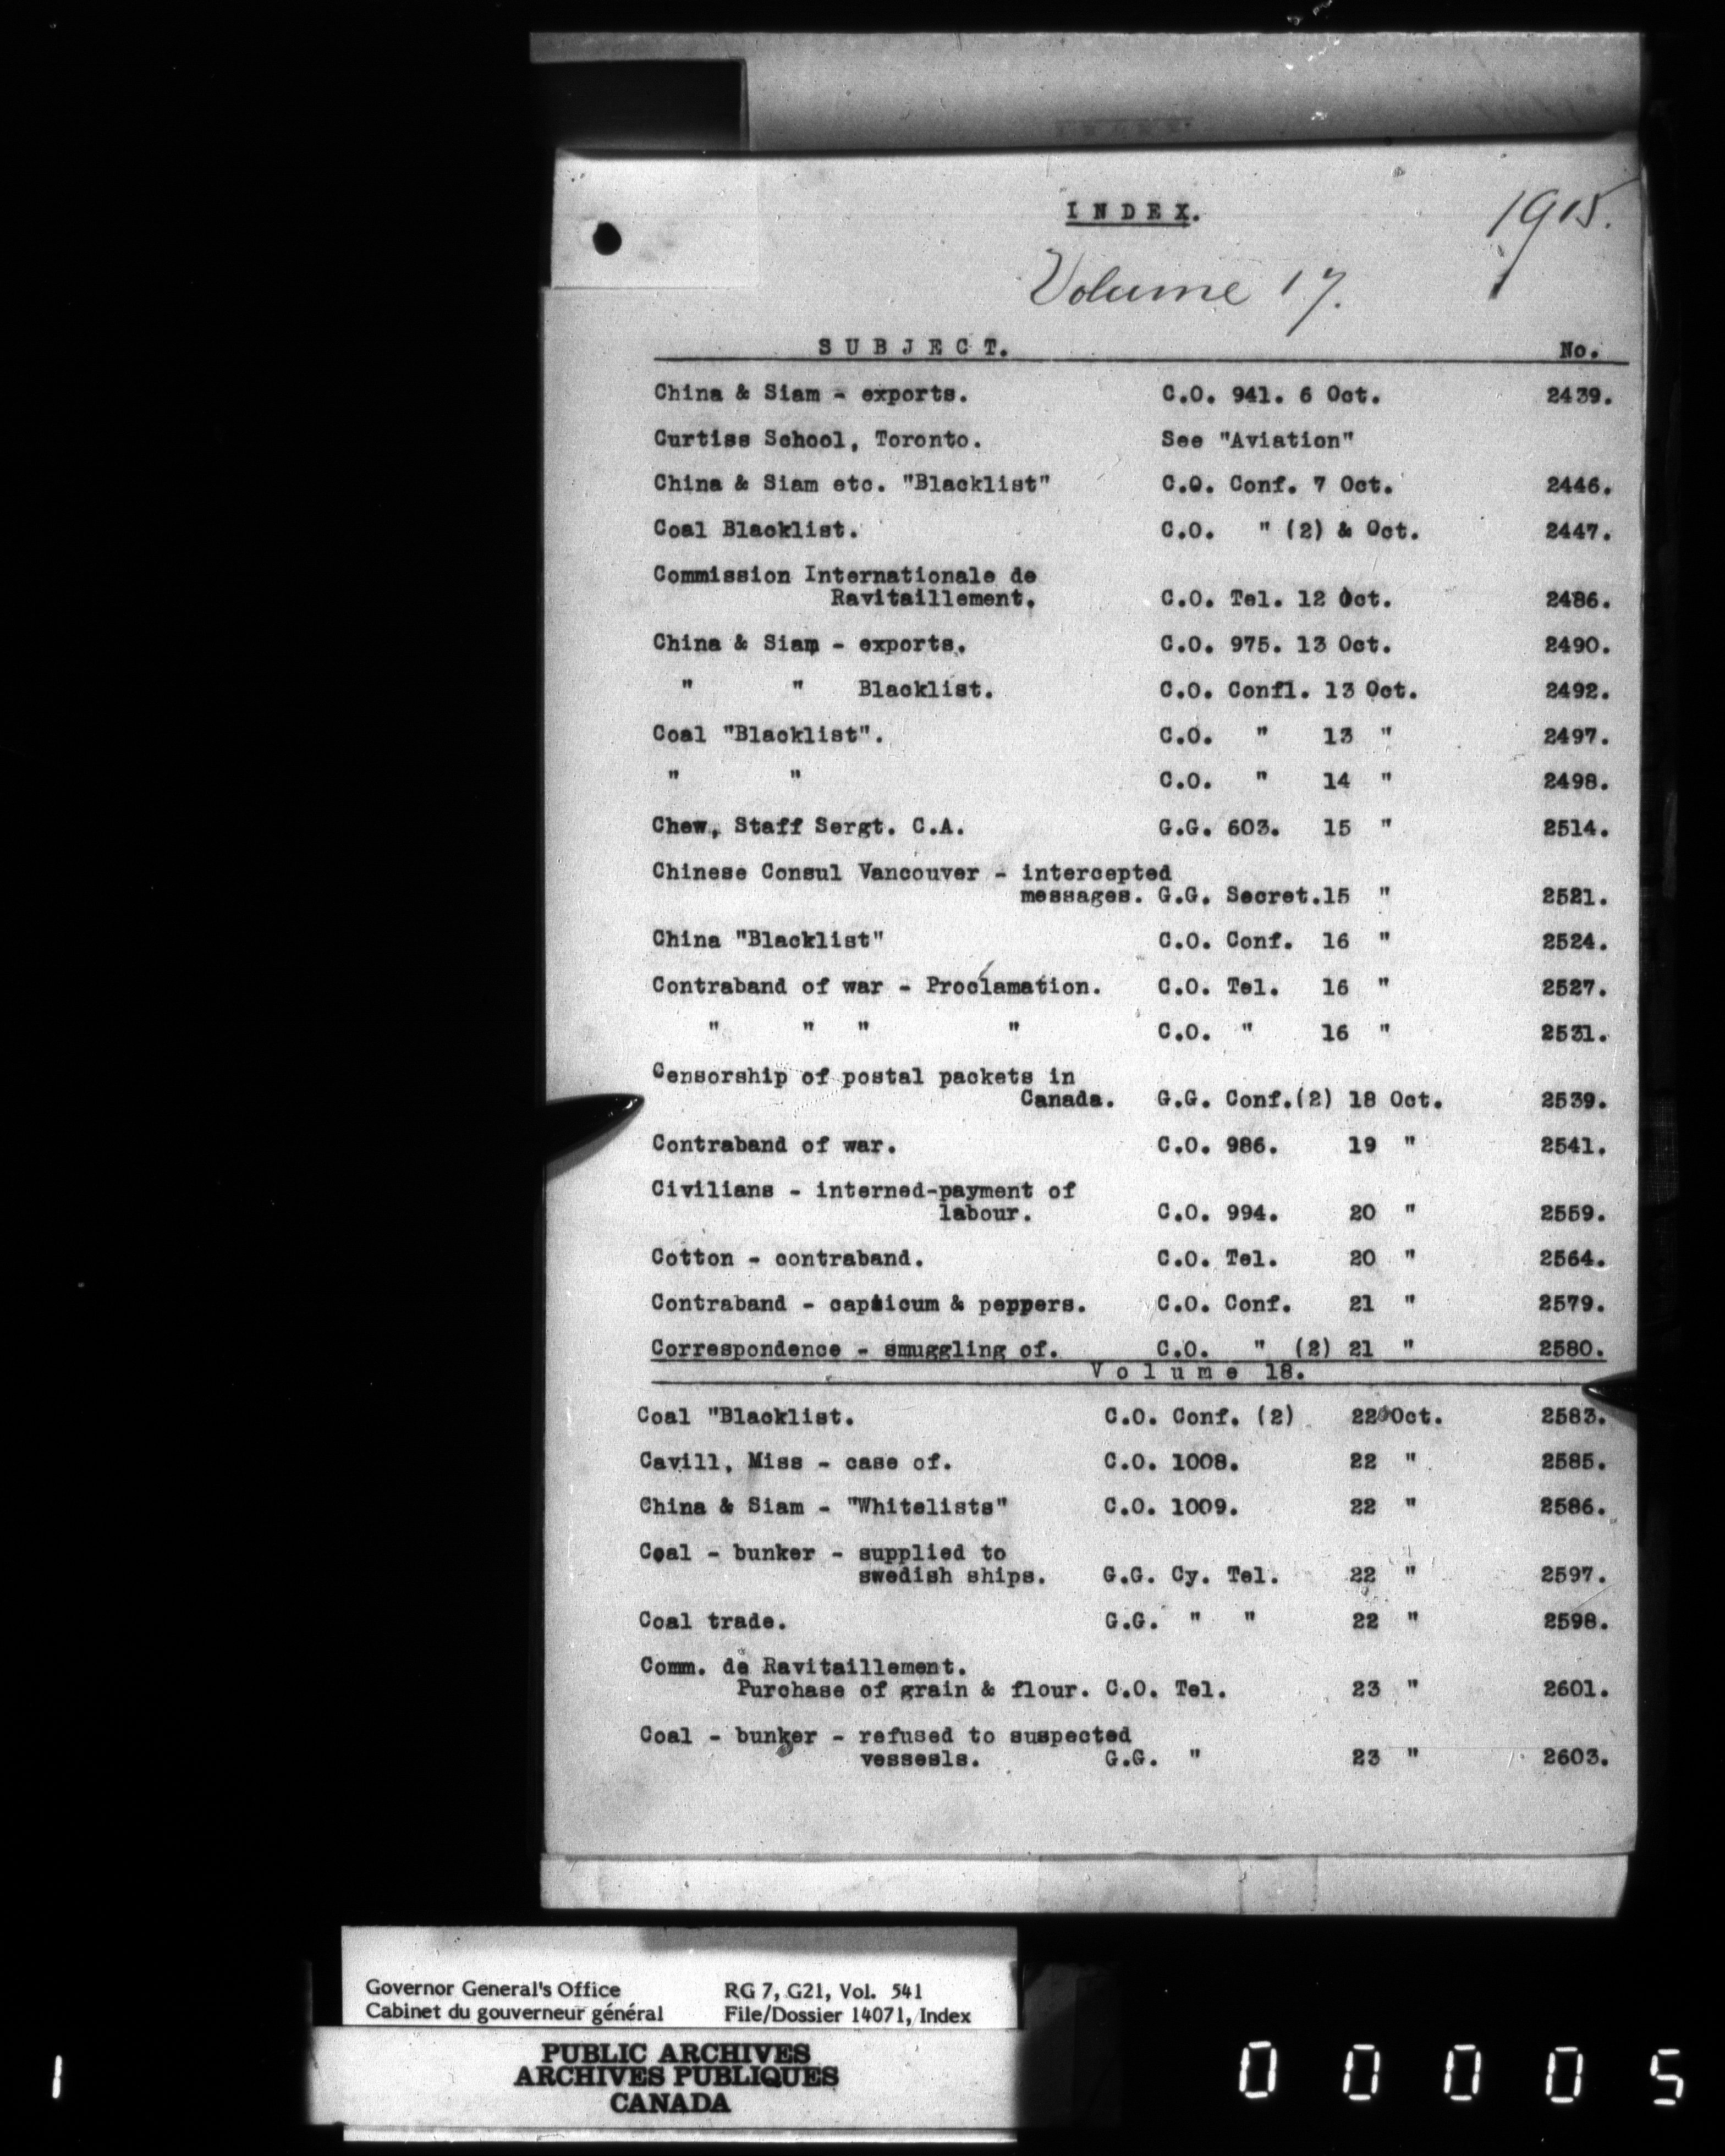 INDEX.
1915.
Volume 17.
SUBJECT. No.
China & Siam - exports. C.O. 941. 6 Oct. 2439.
Curtiss School, Toronto. See "Aviation"
China & Siam etc. "Blacklist" C.O. Conf. 7 Oct. 2446.
Coal Blacklist. C.O. " (2) & Oct. 2447.
Commission Internationale de
Ravitaillement. C.O. Tel. 12 Oct. 2486.
China & Siam - exports. C.O. 975. 13 Oct. 2490.
" " Blacklist. C.O. Confl. 13 Oct. 2492.
Coal "Blacklist". C.O. " 13 " 2497.
" " C.O. " 14 " 2498.
Chew, Staff Sergt. C.A. G.G. 603. 15 " 2514.
Chinese Consul Vancouver - intercepted
messages. G.G. Secret.15 " 2521.
China "Blacklist" C.O. Conf. 16 " 2524.
Contraband of war - Proclamation. C.O. Tel. 16 " 2527.
" " " " C.O. " 16 " 2531.
Censorship of postal packets in
Canada. G.G. Conf.(2) 18 Oct. 2539.
Contraband of war. C.O. 986. 19 " 2541.
Civilians - interned-payment of
labour. C.O. 994. 20 " 2559.
Cotton - contraband. C.O. Tel. 20 " 2564.
Contraband - capsicum & peppers. C.O. Conf. 21 " 2579.
Correspondence - smuggling of. C.O. " (2) 21 " 2580.
Volume 18.
Coal "Blacklist. C.O. Conf. (2) 22 Oct. 2583.
Cavill, Miss - case of. C.O. 1008. 22 " 2585.
China & Siam - "Whitelists" C.O. 1009. 22 " 2586.
Coal - bunker - supplied to
swedish ships. G.G. Cy. Tel. 22 " 2597.
Coal trade. G.G. " " 22 " 2598.
Comm. de Ravitaillement.
Purchase of grain & flour. C.O. Tel. 23 " 2601.
Coal - bunker - refused to suspected
vessesls. G.G. " 23 " 2603.
Governor General's Office RG 7, G21, Vol. 541
Cabinet du gouverneur général File/Dossier 14071, Index
PUBLIC ARCHIVES
ARCHIVES PUBLIQUES
CANADA
1
00005